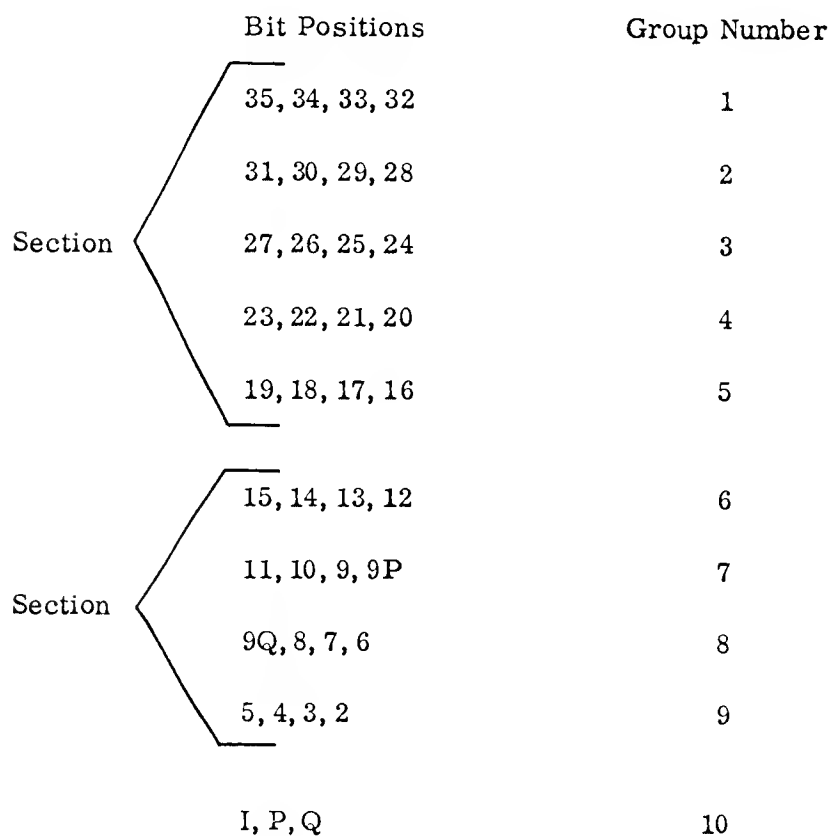 Bit Positions Group Number
35, 34, 33, 32 1
31, 30, 29, 28 2
Section 27, 26, 25, 24 3
23, 22, 21, 20 4
19, 18, 17, 16 5
15, 14, 13, 12 6
11, 10, 9, 9P 7
Section
9Q, 8, 7, 6 8
5, 4, 3, 2 9
I, P, Q 10